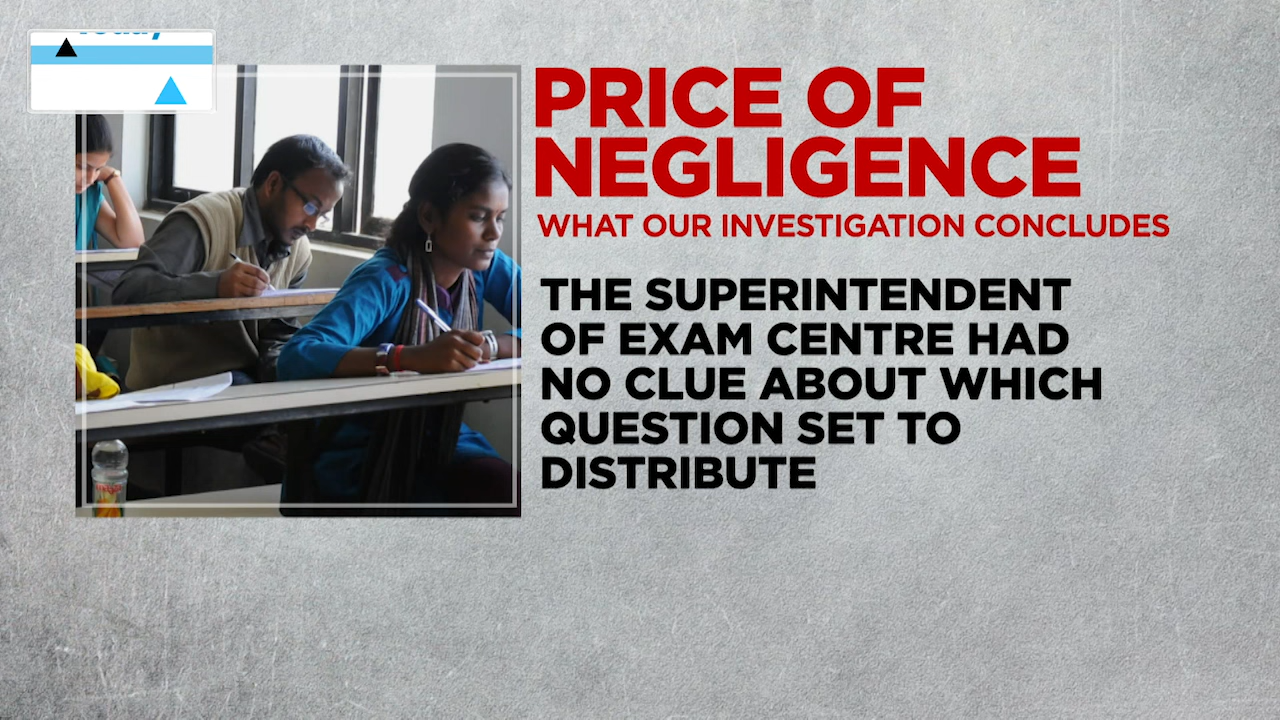 PRICE OF
NEGLIGENCE
WHAT OUR INVESTIGATION CONCLUDES
THE SUPERINTENDENT
OF EXAM CENTRE HAD
NO CLUE ABOUT WHICH
QUESTION SET TO
DISTRIBUTE